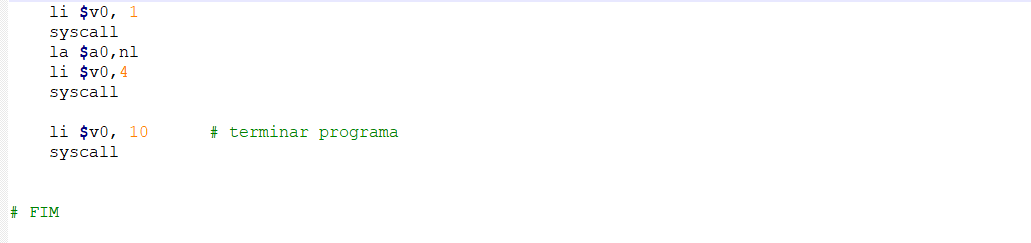 li $v0, 1
syscall
la $a0,nl
li $v0,4
syscall
li $v0, 10 # terminar programa
syscall
# FIM